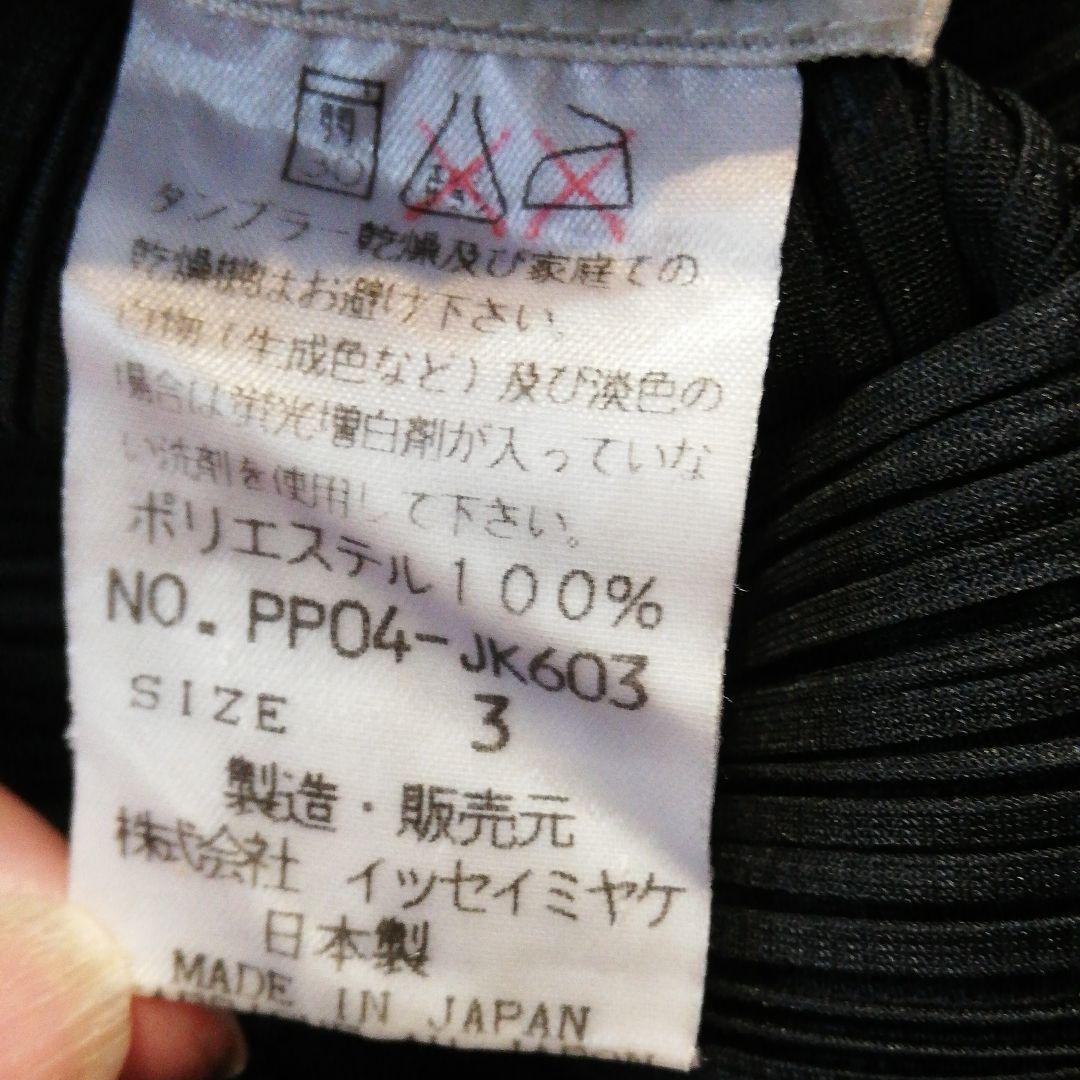 弱
30
タンブラー乾燥及び家庭での
乾燥機はお避け下さい。
白物(生成色など)及び淡色の
場合は蛍光増白剤が入っていな
い洗剤を使用して下さい。
ポリエステル100%
NO. PP04-JK603
SIZE 3
製造・販売元
株式会社 イッセイミヤケ
日本製
MADE IN JAPAN